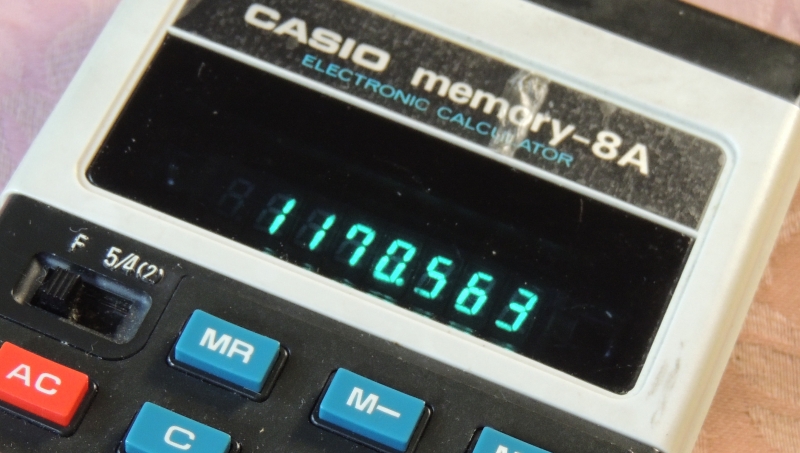 CASIO memory-8A
ELECTRONIC CALCULATOR
1170.563
F 5/4(2)
MR
AC
M−
C